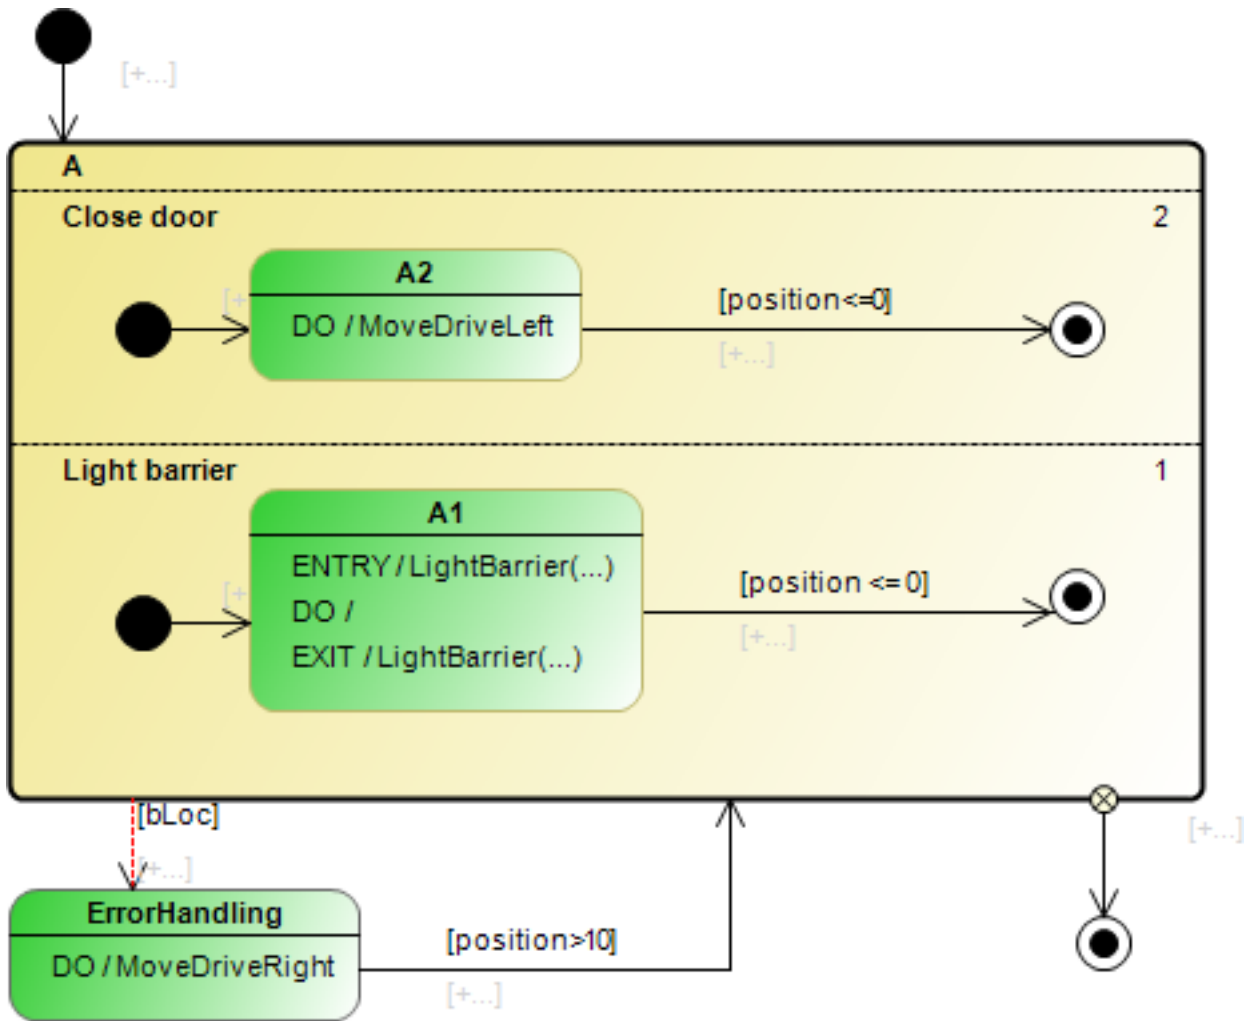 [+...]
A
Close door 2
A2
[+
DO / MoveDriveLeft
[position<=0]
[+...]
Light barrier 1
A1
ENTRY / LightBarrier(...)
[+
DO /
EXIT / LightBarrier(...)
[position <= 0]
[+...]
[bLoc]
[+...]
[+...]
ErrorHandling
DO / MoveDriveRight
[position>10]
[+...]